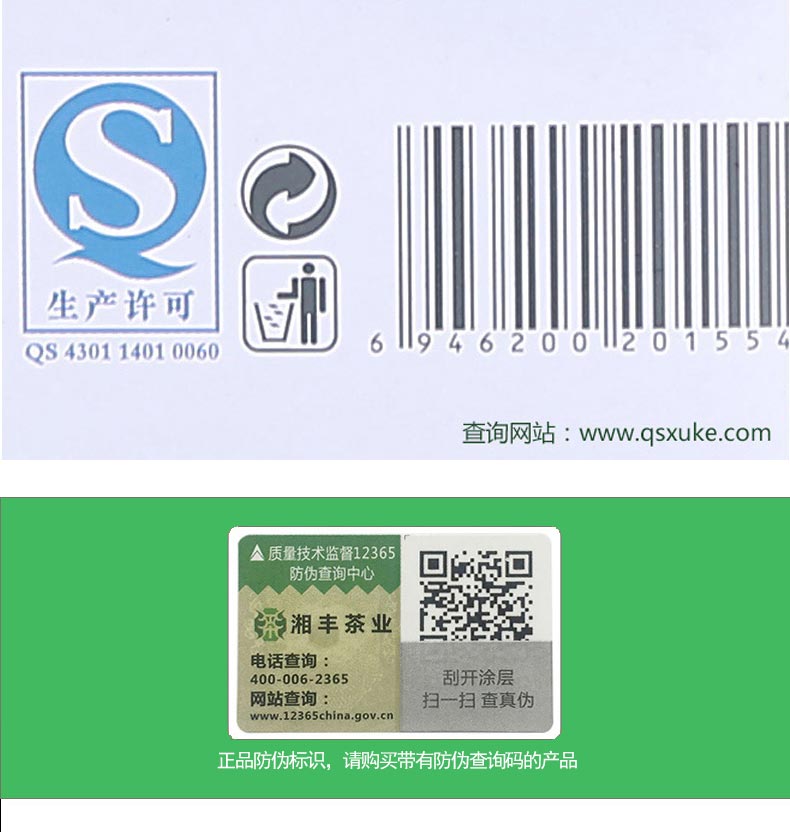 S
生产许可
QS 4301 1401 0060
6 946200 201554
查询网站：www.qsxuke.com
质量技术监督12365
防伪查询中心
湘丰茶业
电话查询：
400-006-2365
网站查询：
www.12365china.gov.cn
刮开涂层
扫一扫 查真伪
正品防伪标识，请购买带有防伪查询码的产品